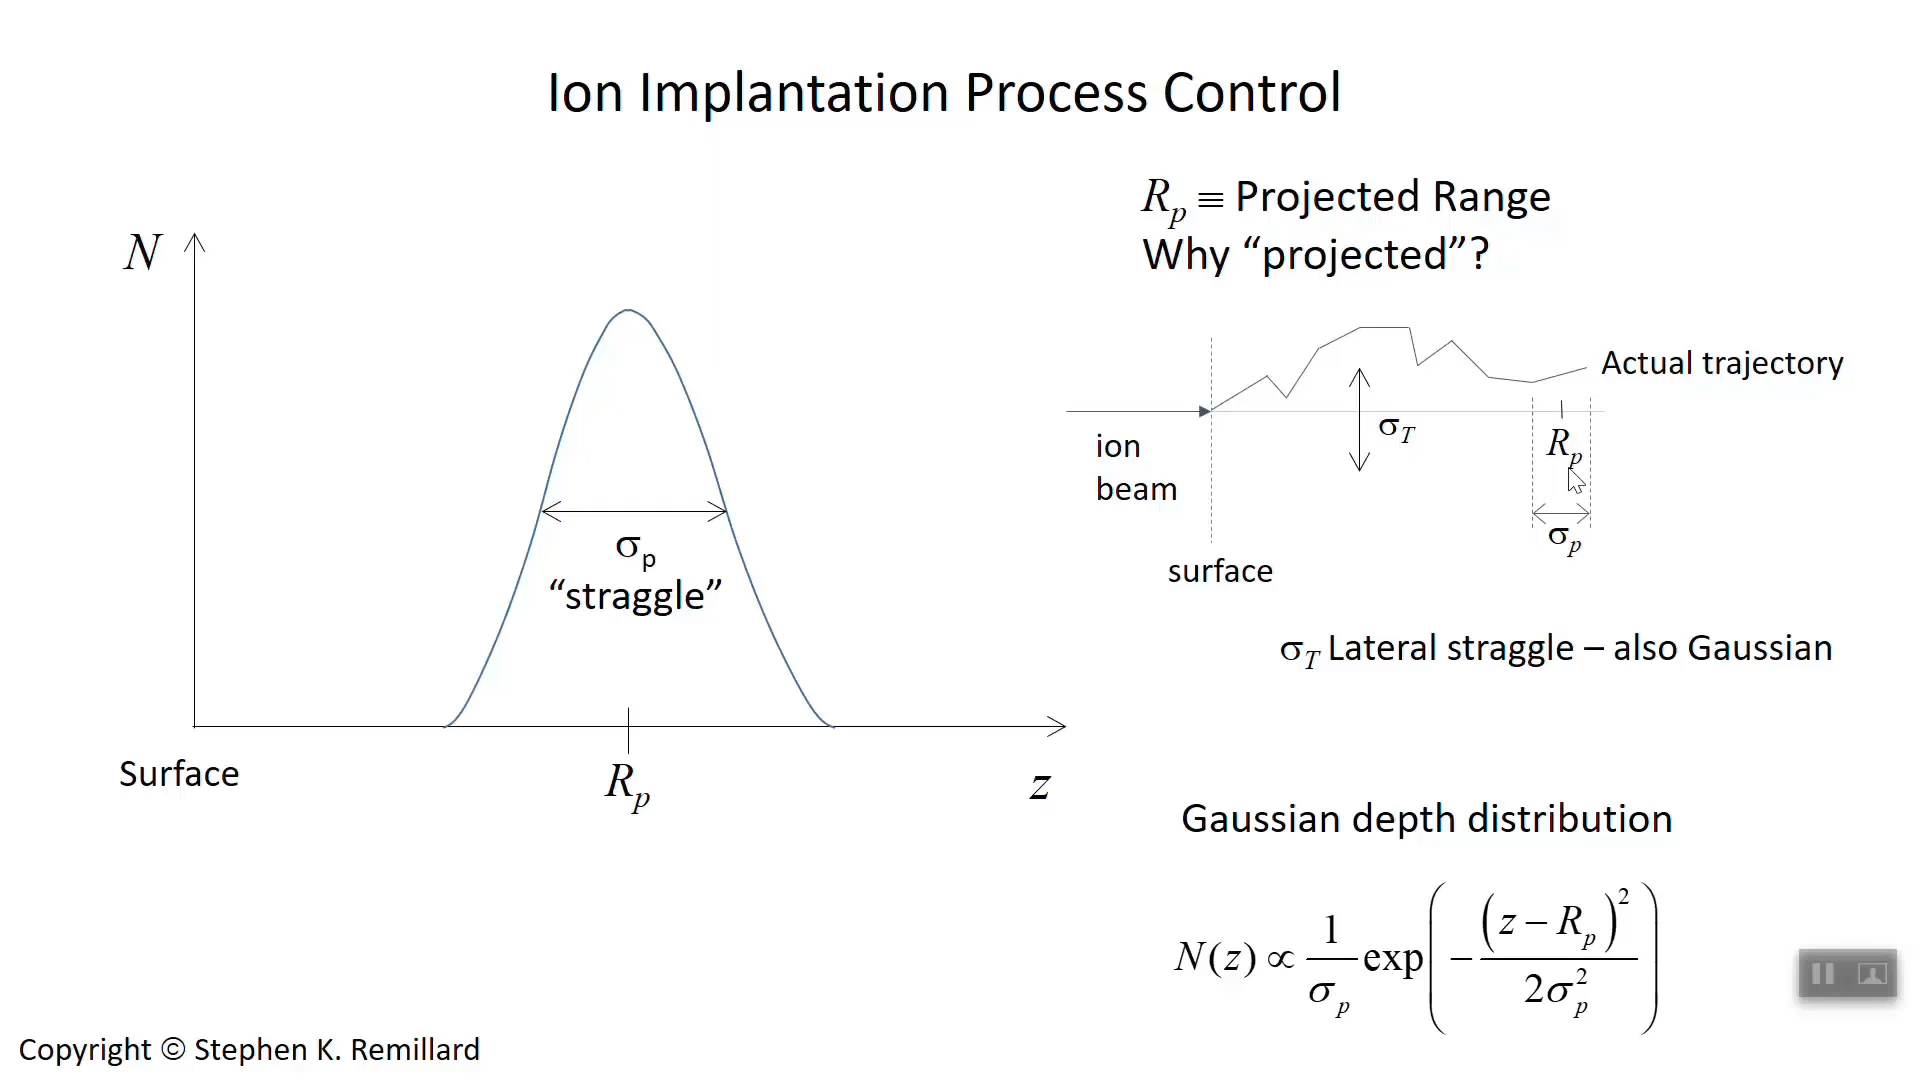 Ion Implantation Process Control
N
σp
“straggle”
Surface
Rp
z
Rp ≡ Projected Range
Why “projected”?
Actual trajectory
ion
beam
σT
Rp
σp
surface
σT Lateral straggle – also Gaussian
Gaussian depth distribution
N(z) ∝ 1/σp exp(−(z − Rp)²/2σp²)
Copyright © Stephen K. Remillard